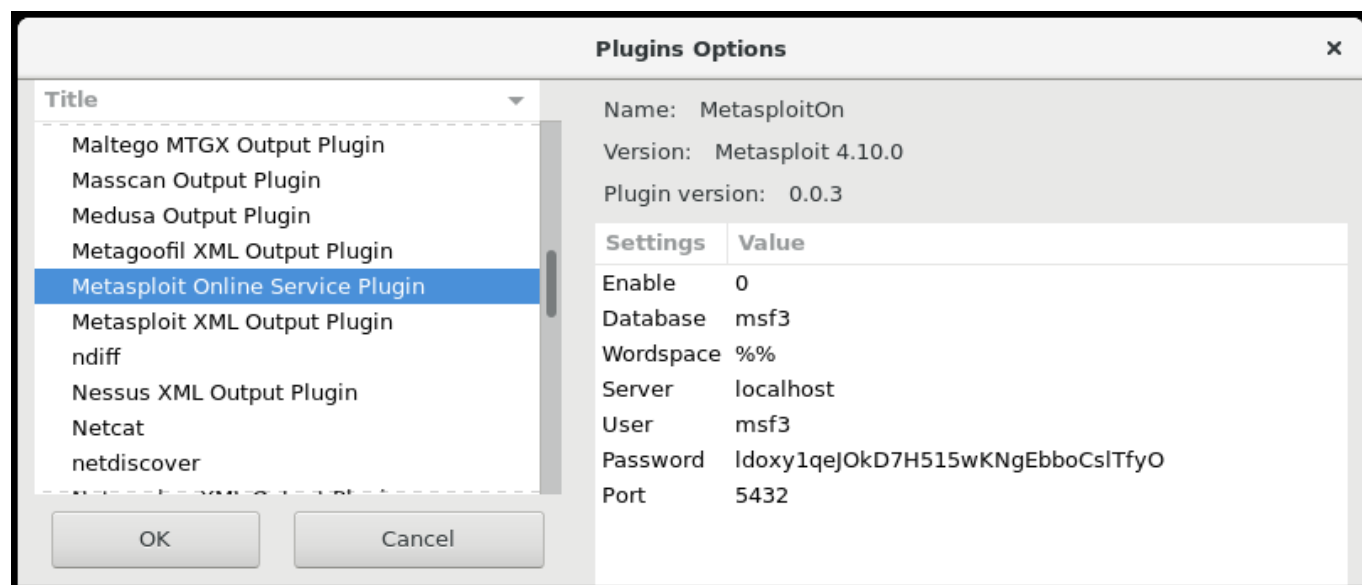 Plugins Options
Title
Maltego MTGX Output Plugin
Masscan Output Plugin
Medusa Output Plugin
Metagoofil XML Output Plugin
Metasploit Online Service Plugin
Metasploit XML Output Plugin
ndiff
Nessus XML Output Plugin
Netcat
netdiscover
OK
Cancel
Name: MetasploitOn
Version: Metasploit 4.10.0
Plugin version: 0.0.3
Settings Value
Enable 0
Database msf3
Wordspace %%
Server localhost
User msf3
Password ldoxy1qeJOkD7H515wKNgEbboCslTfyO
Port 5432